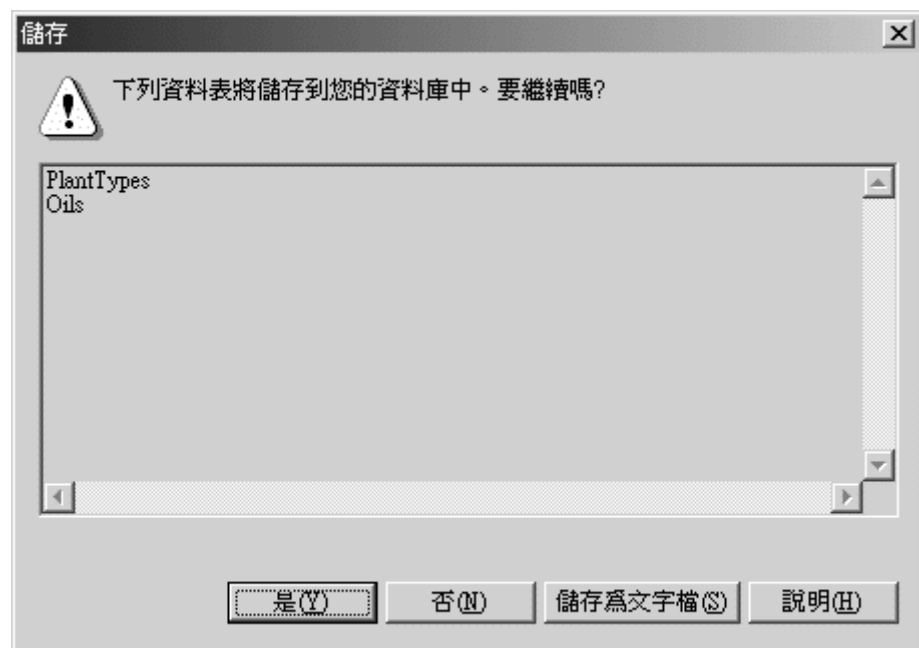 儲存
下列資料表將儲存到您的資料庫中。要繼續嗎?
PlantTypes
Oils
是(Y)
否(N)
儲存為文字檔(S)
說明(H)